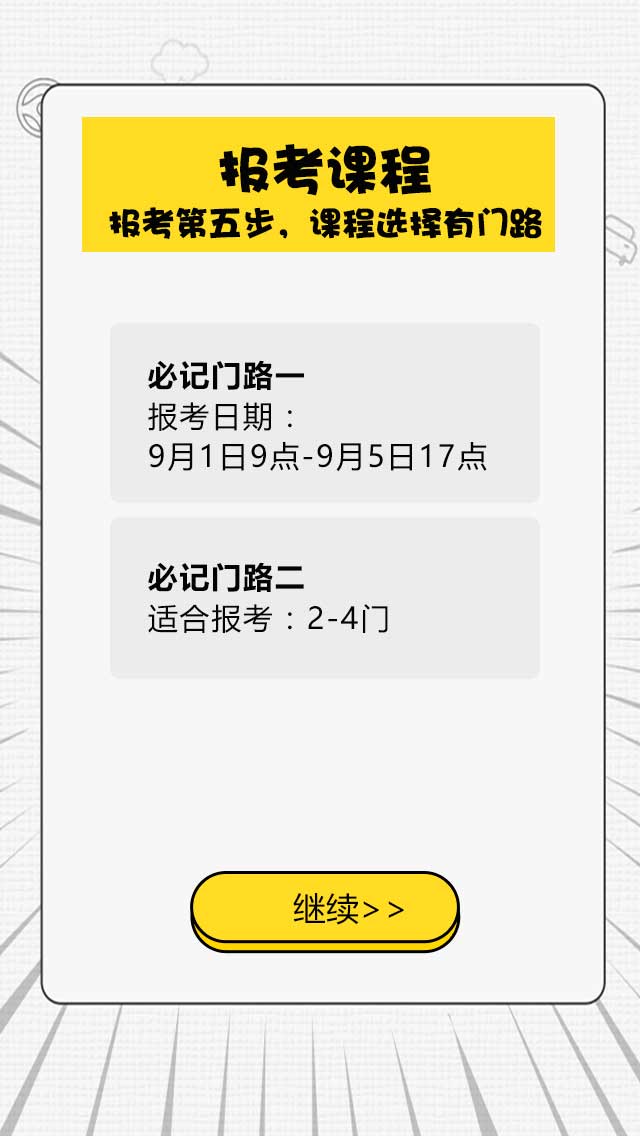 报考课程
报考第五步，课程选择有门路
必记门路一
报考日期：
9月1日9点-9月5日17点
必记门路二
适合报考：2-4门
继续>>